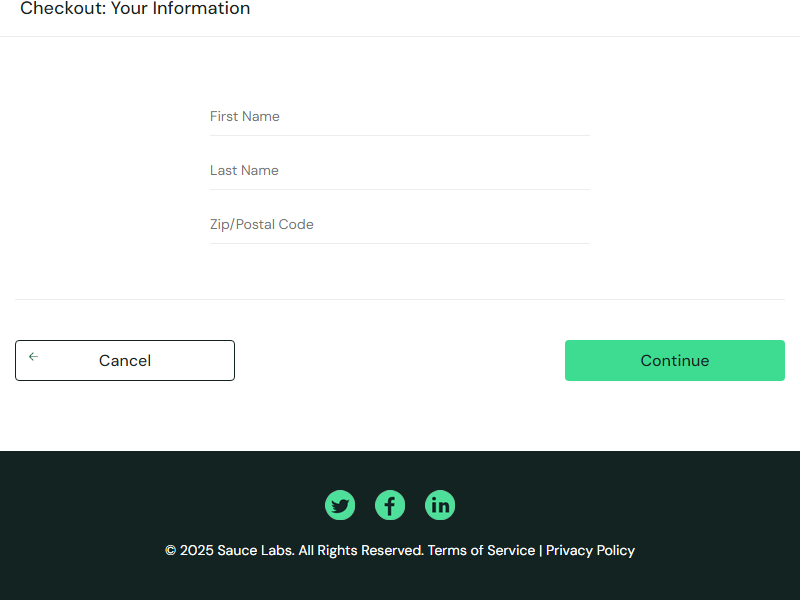 Checkout: Your Information
First Name
Last Name
Zip/Postal Code
Cancel
Continue
© 2025 Sauce Labs. All Rights Reserved. Terms of Service | Privacy Policy